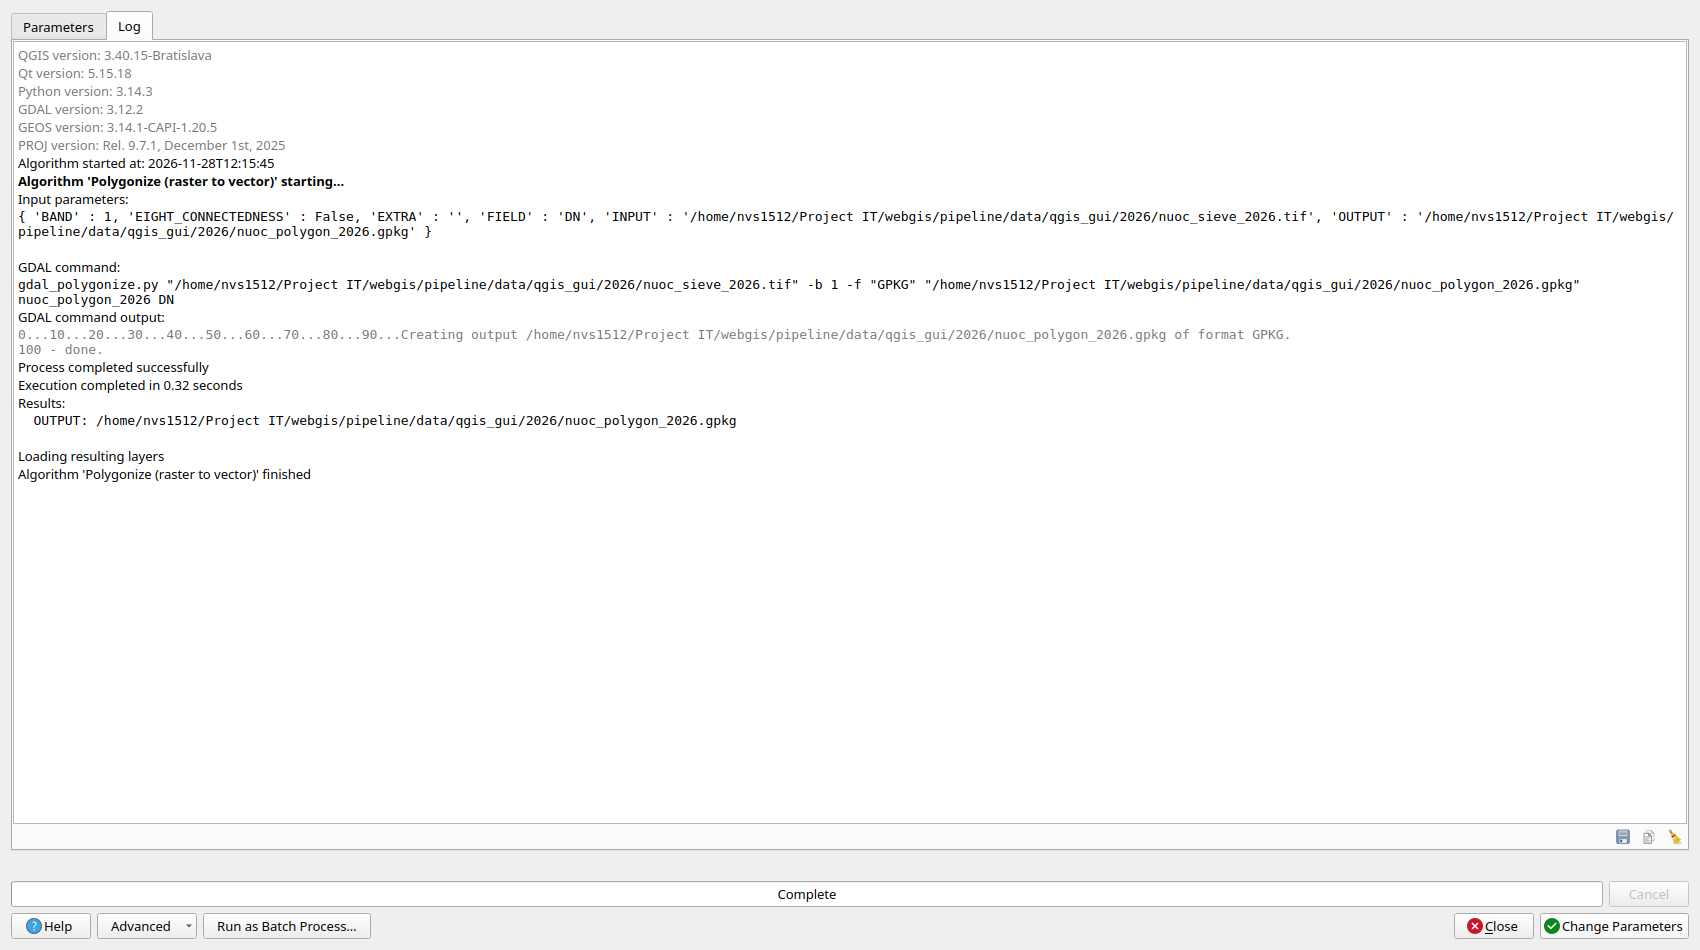 Parameters
Log
QGIS version: 3.40.15-Bratislava
Qt version: 5.15.18
Python version: 3.14.3
GDAL version: 3.12.2
GEOS version: 3.14.1-CAPI-1.20.5
PROJ version: Rel. 9.7.1, December 1st, 2025
Algorithm started at: 2026-11-28T12:15:45
Algorithm 'Polygonize (raster to vector)' starting…
Input parameters:
{ 'BAND' : 1, 'EIGHT_CONNECTEDNESS' : False, 'EXTRA' : '', 'FIELD' : 'DN', 'INPUT' : '/home/nvs1512/Project IT/webgis/pipeline/data/qgis_gui/2026/nuoc_sieve_2026.tif', 'OUTPUT' : '/home/nvs1512/Project IT/webgis/
pipeline/data/qgis_gui/2026/nuoc_polygon_2026.gpkg' }
GDAL command:
gdal_polygonize.py "/home/nvs1512/Project IT/webgis/pipeline/data/qgis_gui/2026/nuoc_sieve_2026.tif" -b 1 -f "GPKG" "/home/nvs1512/Project IT/webgis/pipeline/data/qgis_gui/2026/nuoc_polygon_2026.gpkg"
nuoc_polygon_2026 DN
GDAL command output:
0...10...20...30...40...50...60...70...80...90...Creating output /home/nvs1512/Project IT/webgis/pipeline/data/qgis_gui/2026/nuoc_polygon_2026.gpkg of format GPKG.
100 - done.
Process completed successfully
Execution completed in 0.32 seconds
Results:
OUTPUT: /home/nvs1512/Project IT/webgis/pipeline/data/qgis_gui/2026/nuoc_polygon_2026.gpkg
Loading resulting layers
Algorithm 'Polygonize (raster to vector)' finished
Complete
Cancel
Help
Advanced
Run as Batch Process…
Close
Change Parameters